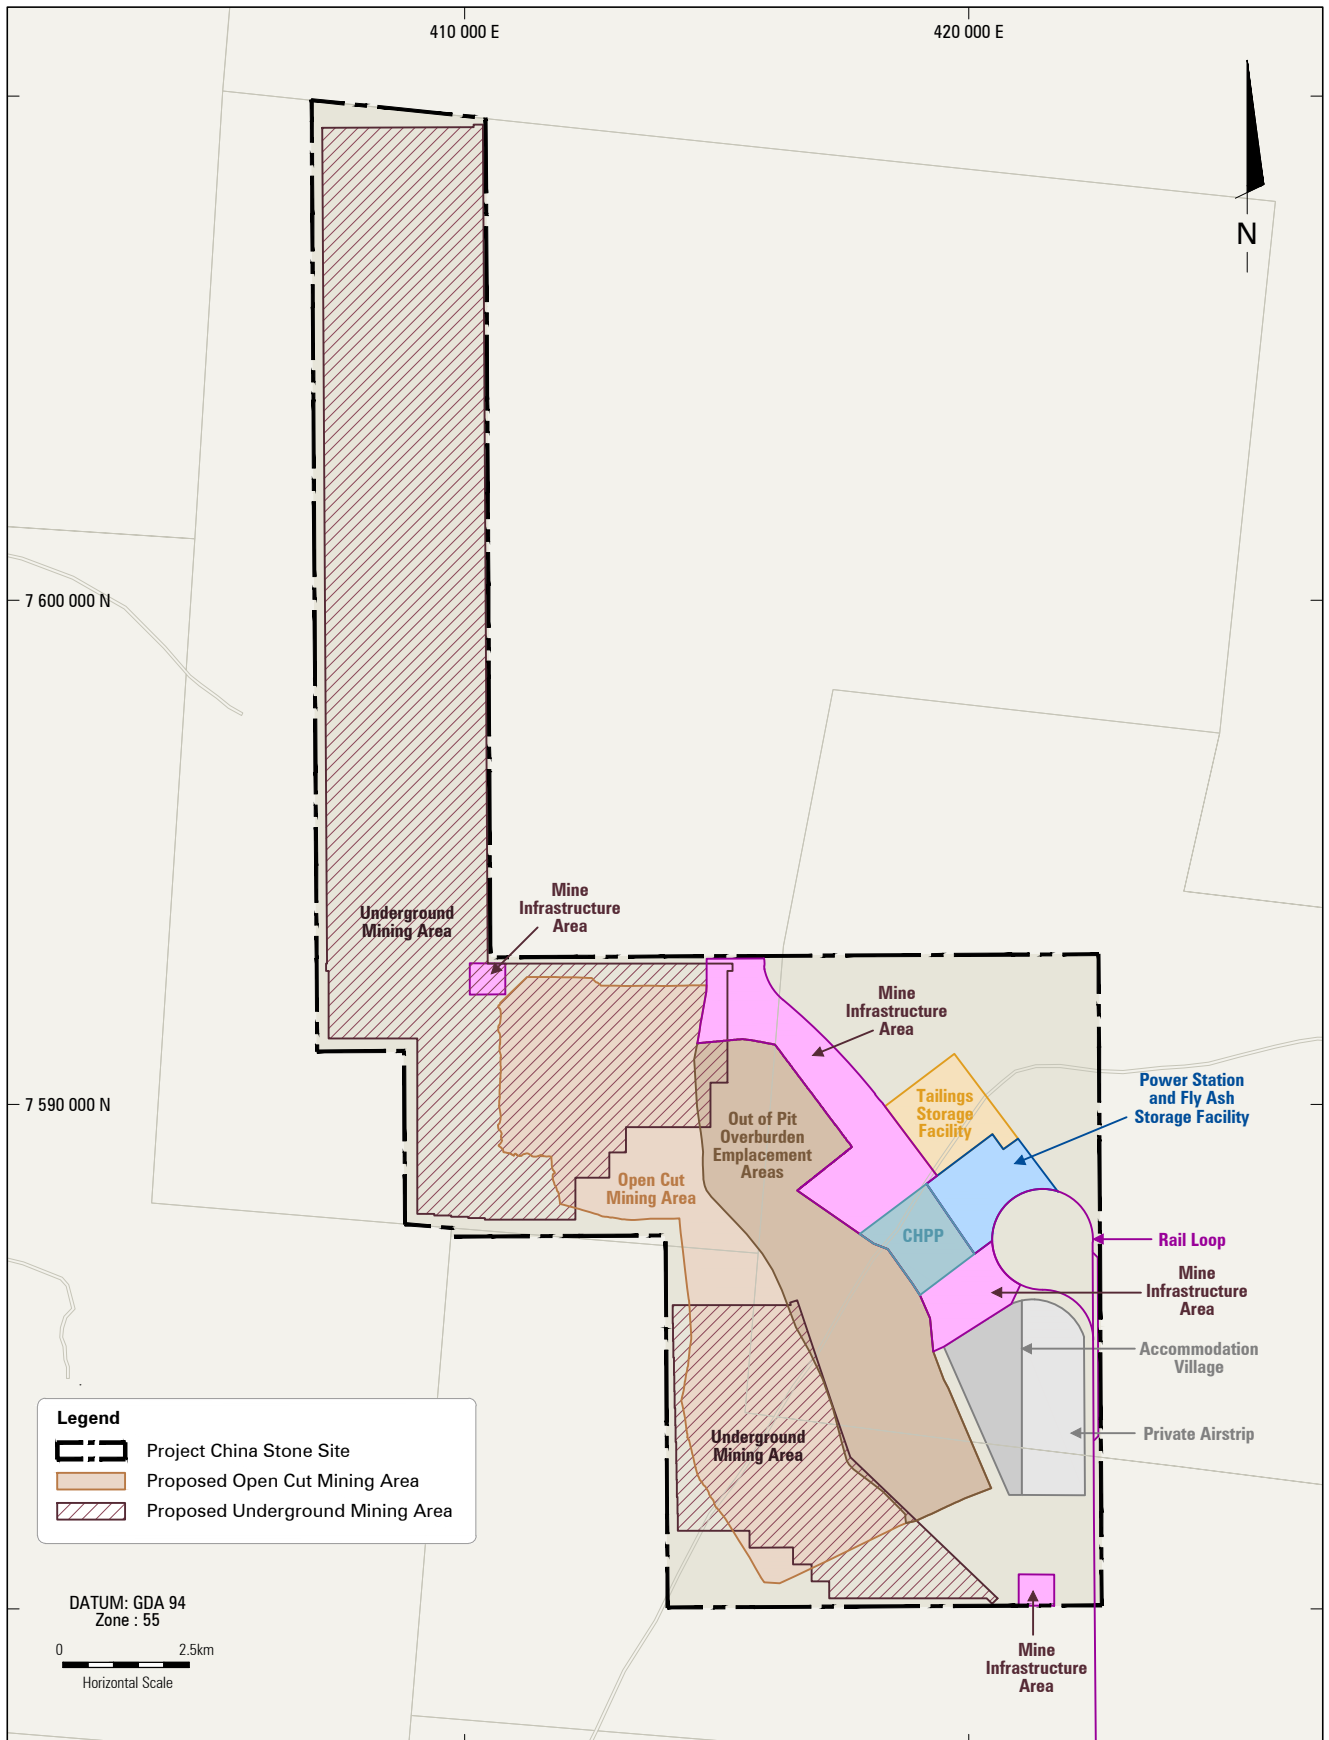 410 000 E
420 000 E
N
7 600 000 N
Mine
Infrastructure
Area
Underground
Mining Area
Mine
Infrastructure
Area
Power Station
and Fly Ash
Storage Facility
Tailings
Storage
Facility
7 590 000 N
Out of Pit
Overburden
Emplacement
Areas
Open Cut
Mining Area
CHPP
Rail Loop
Mine
Infrastructure
Area
Accommodation
Village
Private Airstrip
Underground
Mining Area
Legend
Project China Stone Site
Proposed Open Cut Mining Area
Proposed Underground Mining Area
DATUM: GDA 94
Zone : 55
0 2.5km
Horizontal Scale
Mine
Infrastructure
Area